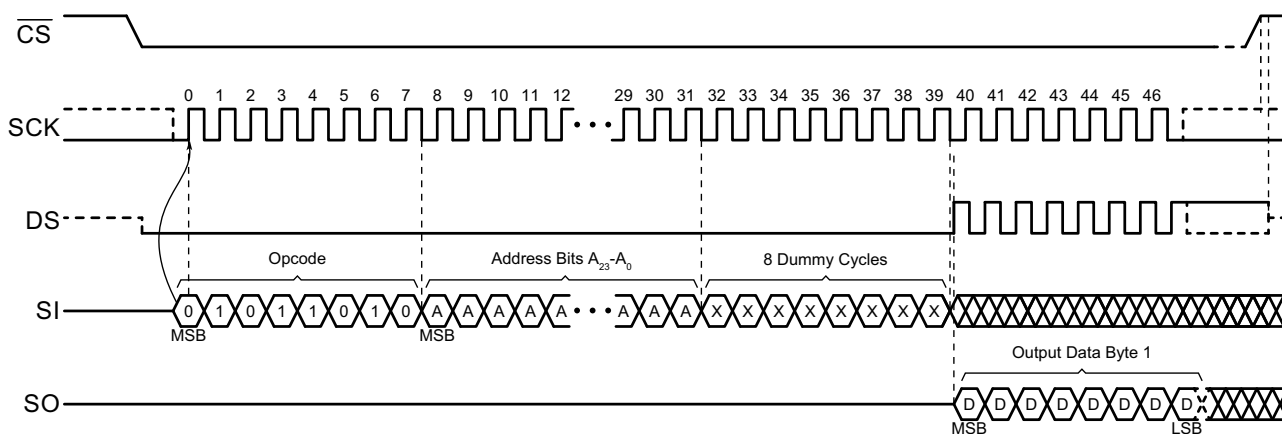 CS
0 1 2 3 4 5 6 7 8 9 10 11 12 29 30 31 32 33 34 35 36 37 38 39 40 41 42 43 44 45 46
SCK
DS
Opcode Address Bits A23-A0 8 Dummy Cycles
SI 0 1 0 1 1 0 1 0 A A A A A A A A X X X X X X X X
MSB MSB
Output Data Byte 1
SO D D D D D D D D
MSB LSB